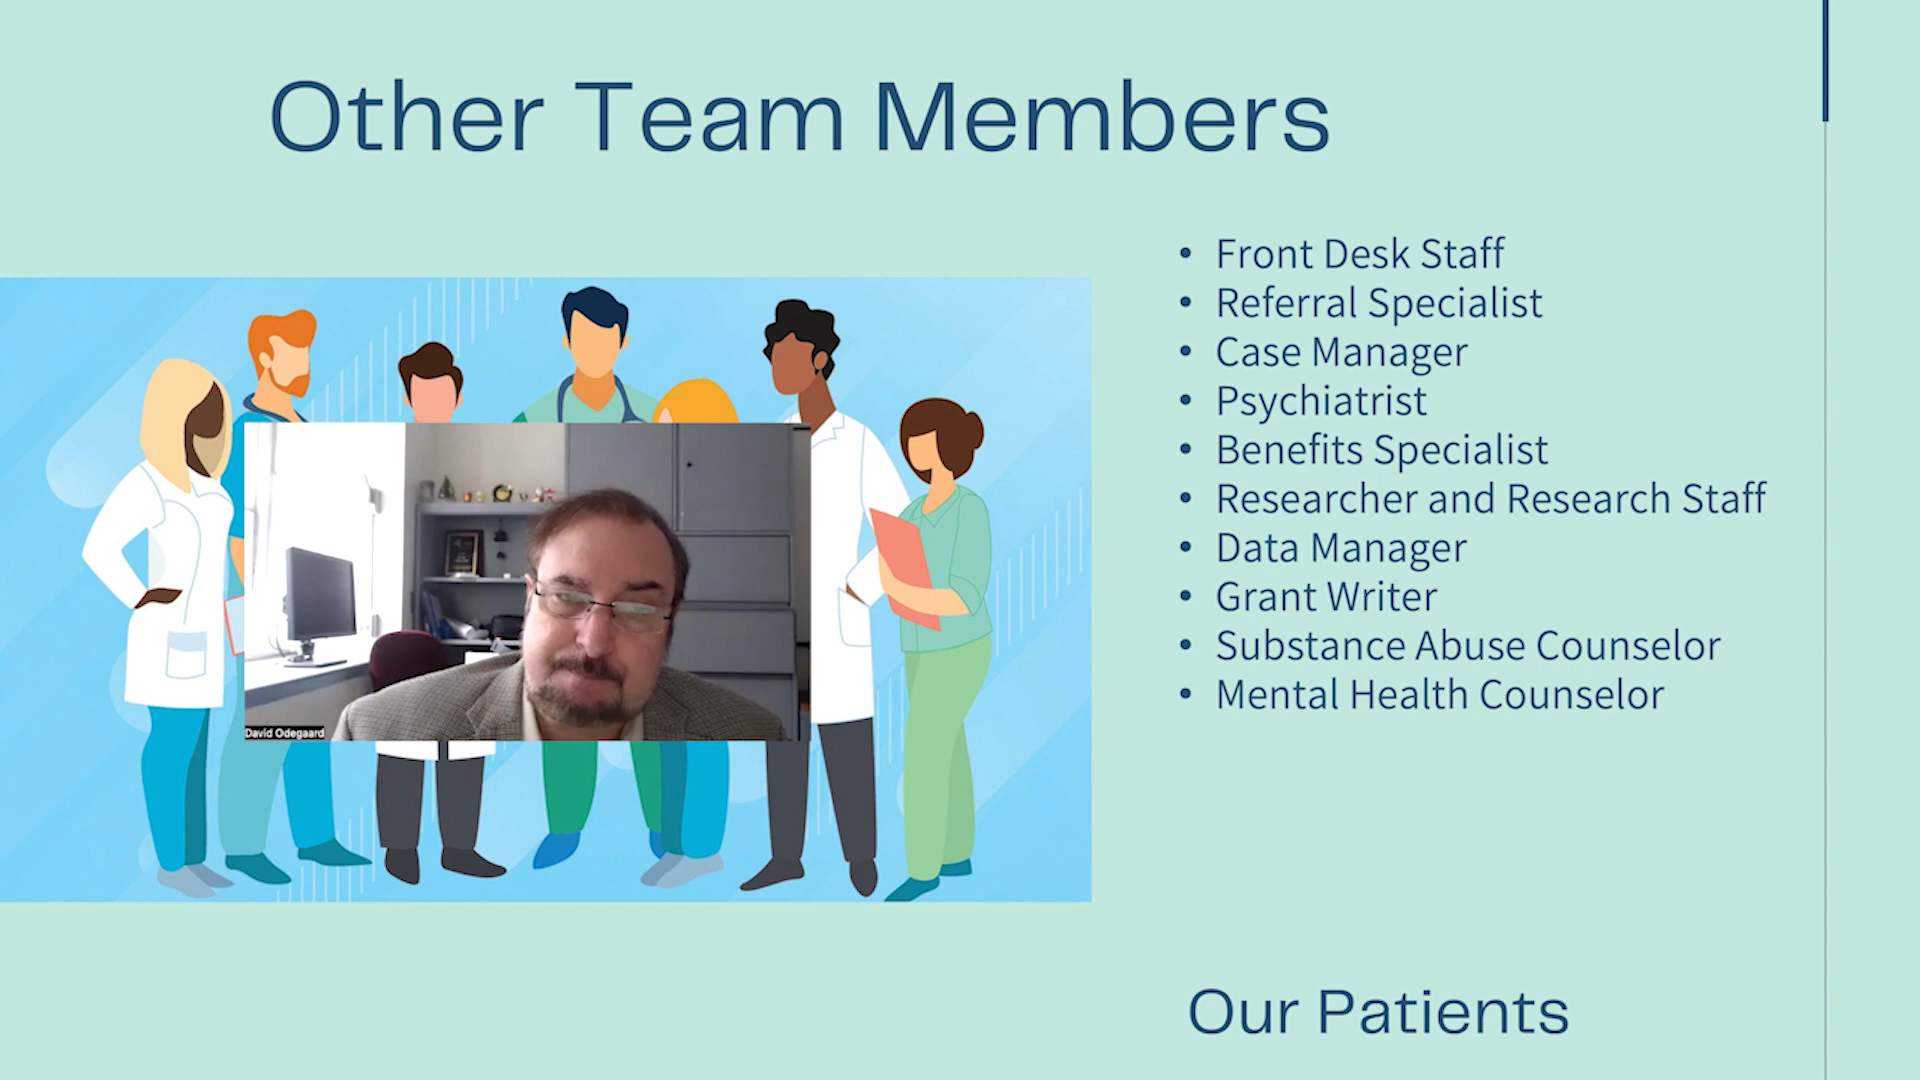 Other Team Members
• Front Desk Staff
• Referral Specialist
• Case Manager
• Psychiatrist
• Benefits Specialist
• Researcher and Research Staff
• Data Manager
• Grant Writer
• Substance Abuse Counselor
• Mental Health Counselor
David Odegaard
Our Patients